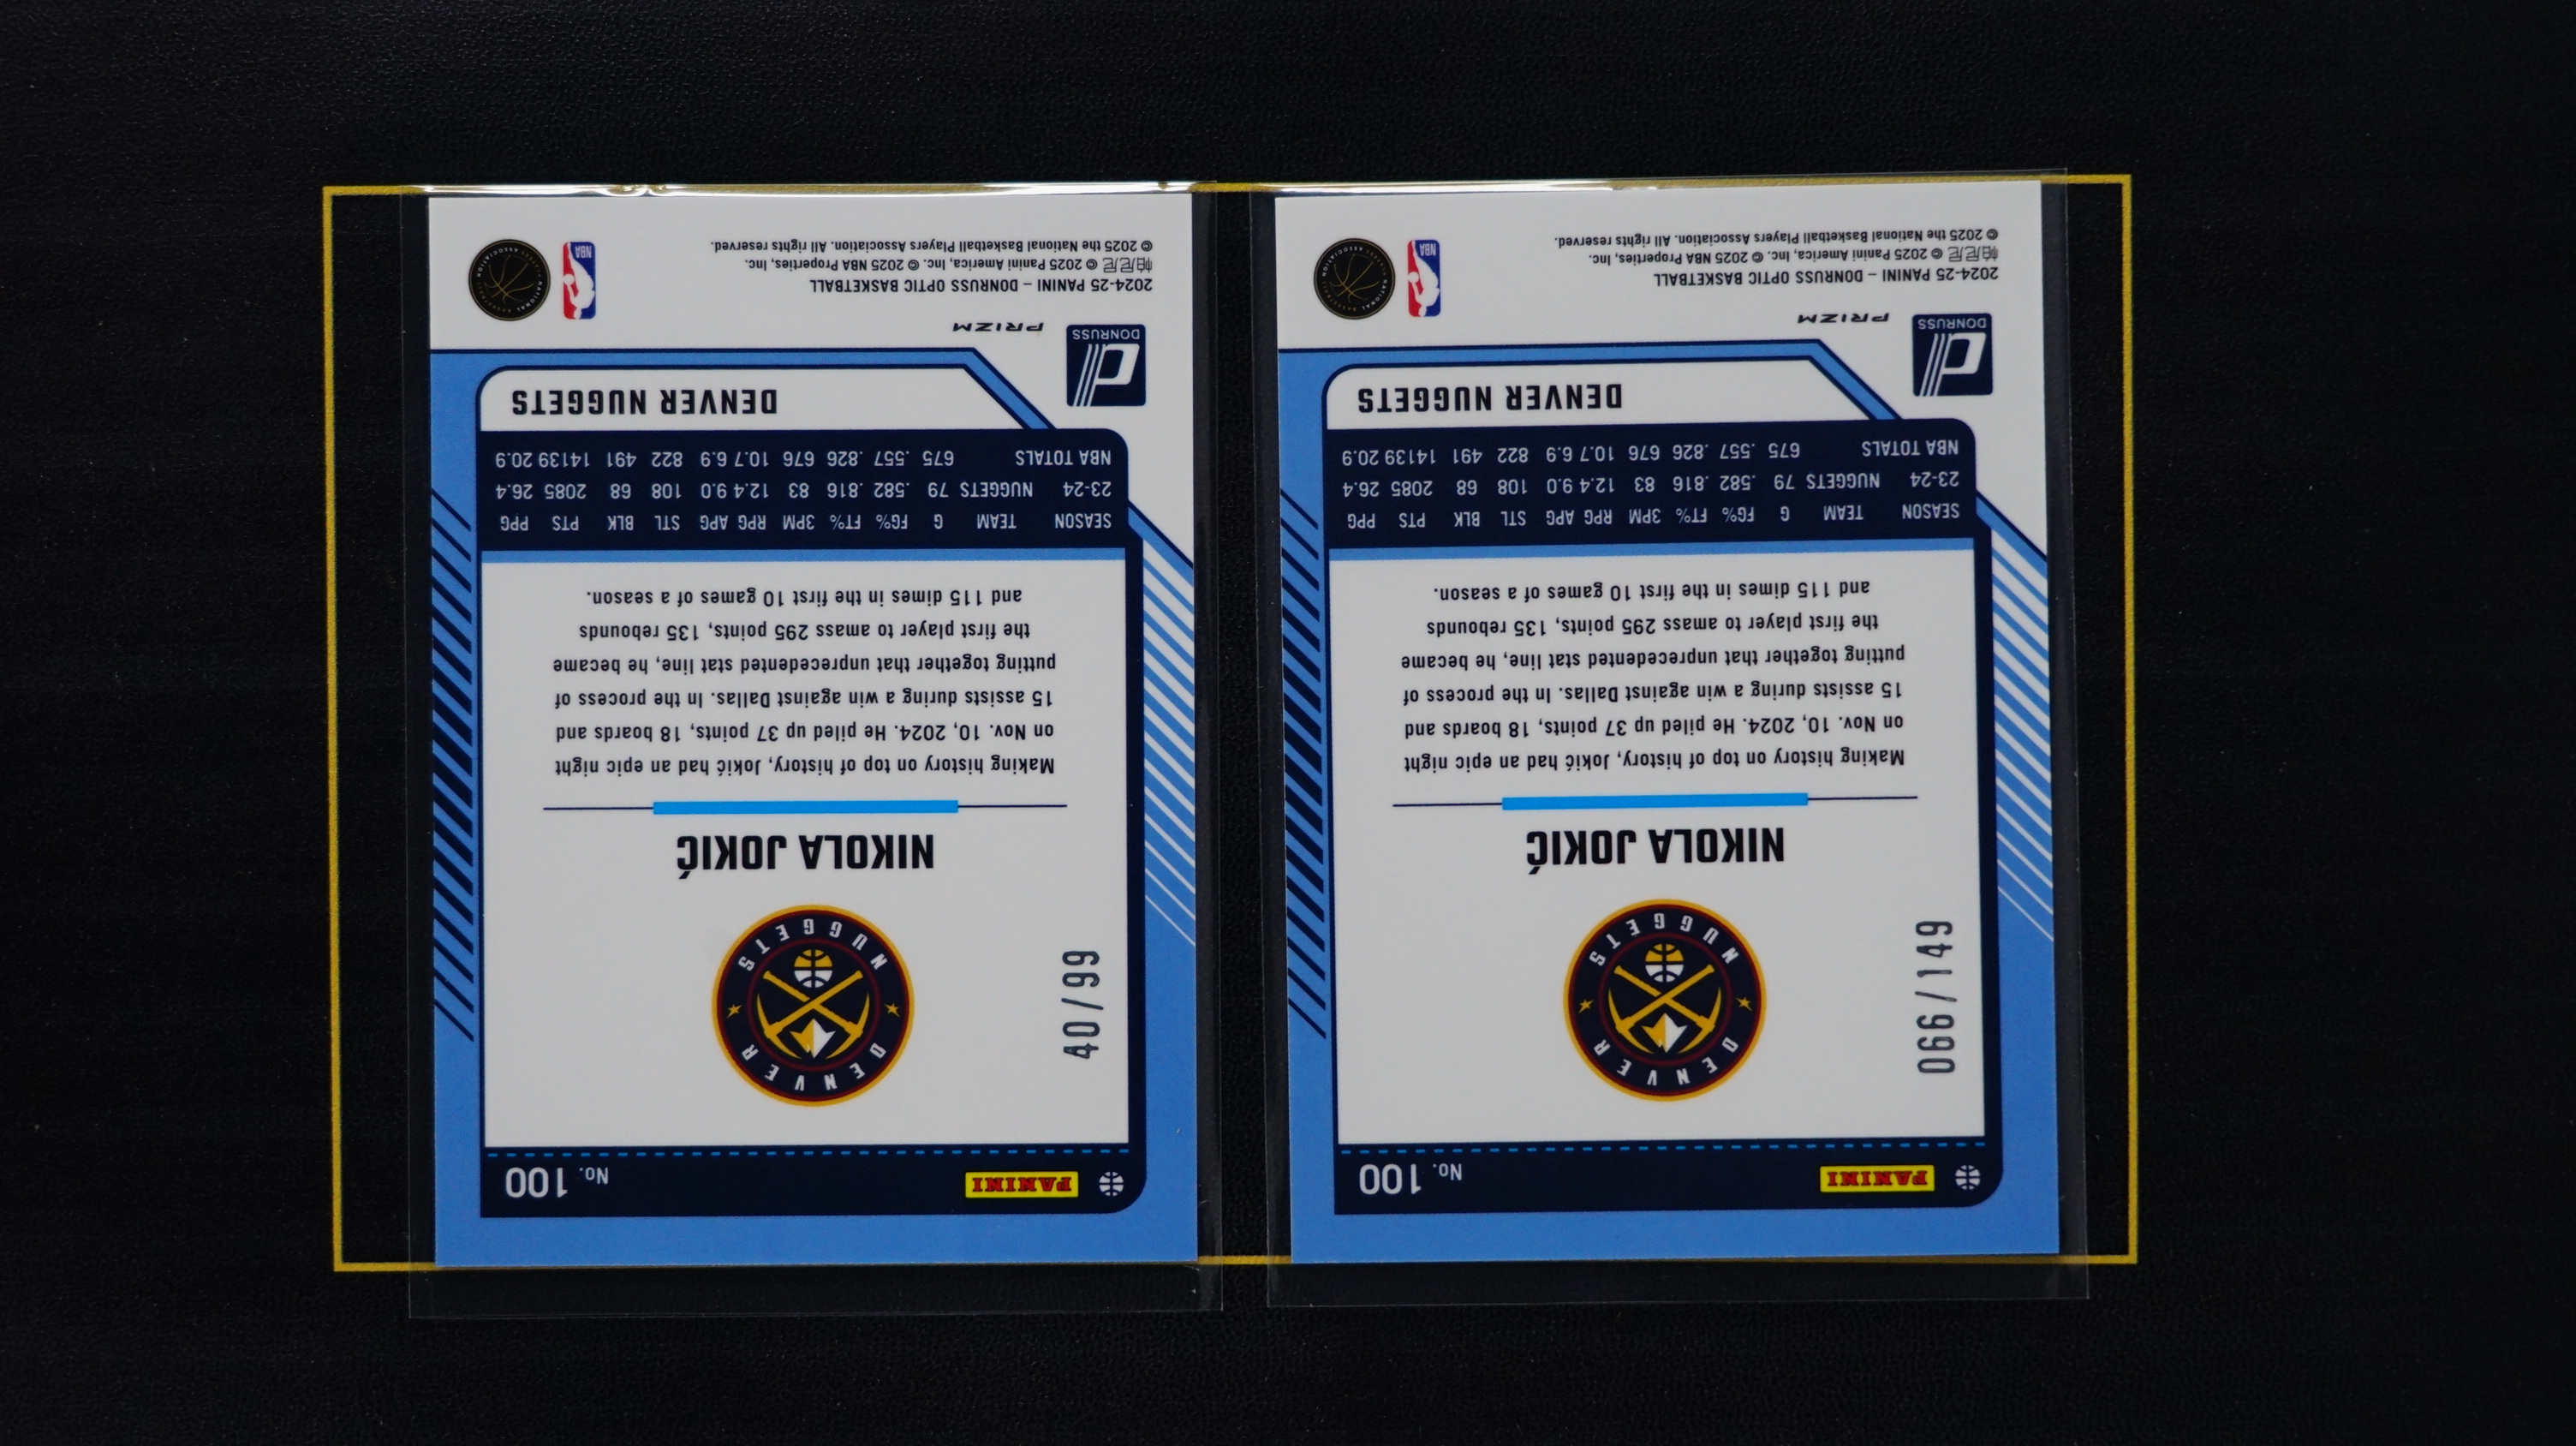 No. 100
PANINI
066 / 149
DENVER NUGGETS
NIKOLA JOKIĆ
Making history on top of history, Jokić had an epic night
on Nov. 10, 2024. He piled up 37 points, 18 boards and
15 assists during a win against Dallas. In the process of
putting together that unprecedented stat line, he became
the first player to amass 295 points, 135 rebounds
and 115 dimes in the first 10 games of a season.
SEASON TEAM G FG% FT% 3PM RPG APG STL BLK PTS PPG
23-24 NUGGETS 79 .582 .816 83 12.4 9.0 108 68 2085 26.4
NBA TOTALS 675 .557 .826 676 10.7 6.9 822 491 14139 20.9
DENVER NUGGETS
DONRUSS
PRIZM
2024-25 PANINI – DONRUSS OPTIC BASKETBALL
帕尼尼 © 2025 Panini America, Inc. © 2025 NBA Properties, Inc.
© 2025 the National Basketball Players Association. All rights reserved.
NBA
No. 100
PANINI
40 / 99
DENVER NUGGETS
NIKOLA JOKIĆ
Making history on top of history, Jokić had an epic night
on Nov. 10, 2024. He piled up 37 points, 18 boards and
15 assists during a win against Dallas. In the process of
putting together that unprecedented stat line, he became
the first player to amass 295 points, 135 rebounds
and 115 dimes in the first 10 games of a season.
SEASON TEAM G FG% FT% 3PM RPG APG STL BLK PTS PPG
23-24 NUGGETS 79 .582 .816 83 12.4 9.0 108 68 2085 26.4
NBA TOTALS 675 .557 .826 676 10.7 6.9 822 491 14139 20.9
DENVER NUGGETS
DONRUSS
PRIZM
2024-25 PANINI – DONRUSS OPTIC BASKETBALL
帕尼尼 © 2025 Panini America, Inc. © 2025 NBA Properties, Inc.
© 2025 the National Basketball Players Association. All rights reserved.
NBA